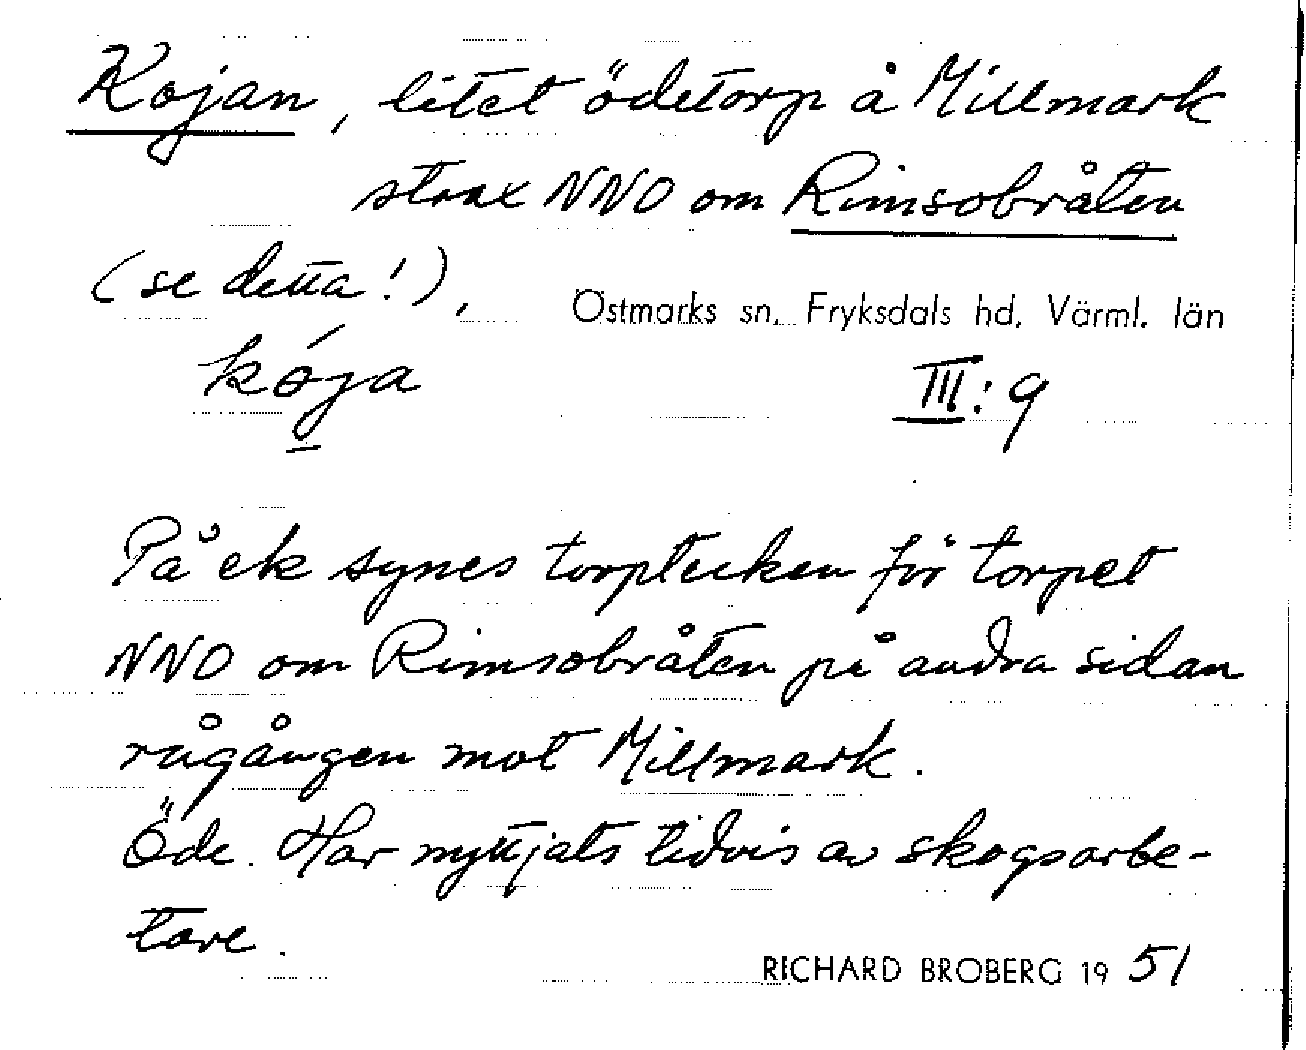 Kojan, litet ödetorp å Millmark
strax NNO om Rimsobråten
(se detta!),
Östmarks sn, Fryksdals hd, Värml. län
kója
III:9
På ek synes torptecken för torpet
NNO om Rimsobråten på andra sidan
rågången mot Millmark.
Öde. Har nyttjats tidvis av skogsarbe-
tare.
RICHARD BROBERG 1951